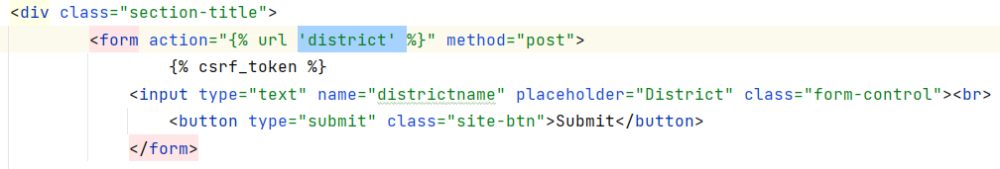 <div class="section-title">
<form action="{% url 'district' %}" method="post">
{% csrf_token %}
<input type="text" name="districtname" placeholder="District" class="form-control"><br>
<button type="submit" class="site-btn">Submit</button>
</form>